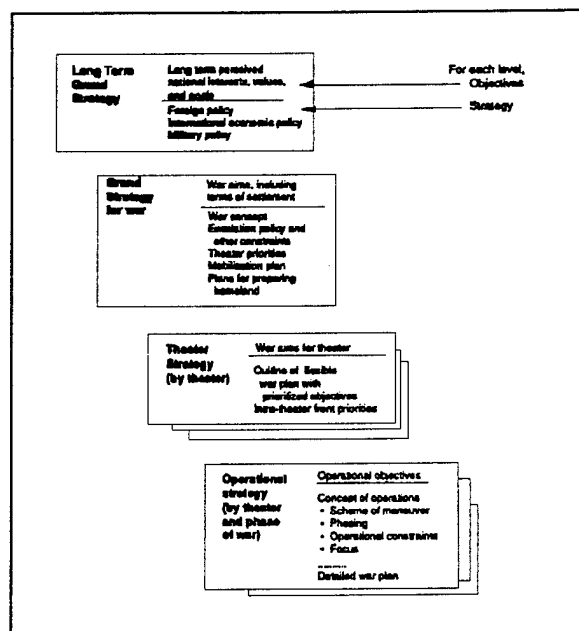 Long Term
Grand
Strategy
Long term perceived
national interests, values,
and goals
Foreign policy
International economic policy
Military policy
For each level,
Objectives
Strategy
Grand
Strategy
for war
War aims, including
terms of settlement
War concept
Escalation policy and
other constraints
Theater priorities
Mobilization plan
Plans for preparing
homeland
Theater
Strategy
(by theater)
War aims for theater
Outline of flexible
war plan with
prioritized objectives
Intra-theater front priorities
Operational
strategy
(by theater
and phase
of war)
Operational objectives
Concept of operations
• Scheme of maneuver
• Phasing
• Operational constraints
• Focus
Detailed war plan